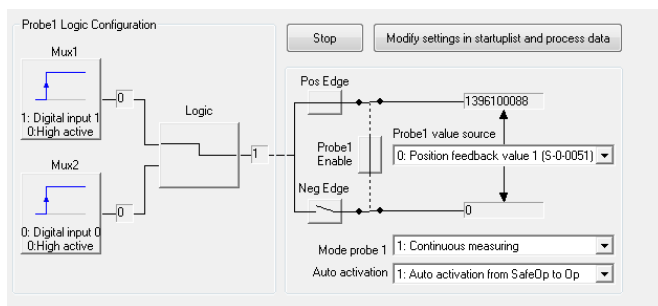 Probe1 Logic Configuration
Mux1
0
1: Digital input 1
0:High active
Logic
1
Mux2
0
0: Digital input 0
0:High active
Stop
Modify settings in startuplist and process data
Pos Edge
1396100088
Probe1
Enable
Probe1 value source
0: Position feedback value 1 (S-0-0051)
Neg Edge
0
Mode probe 1
1: Continuous measuring
Auto activation
1: Auto activation from SafeOp to Op